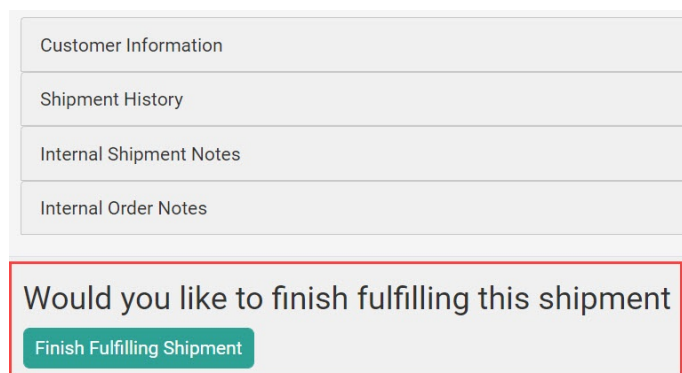 Customer Information
Shipment History
Internal Shipment Notes
Internal Order Notes
Would you like to finish fulfilling this shipment
Finish Fulfilling Shipment